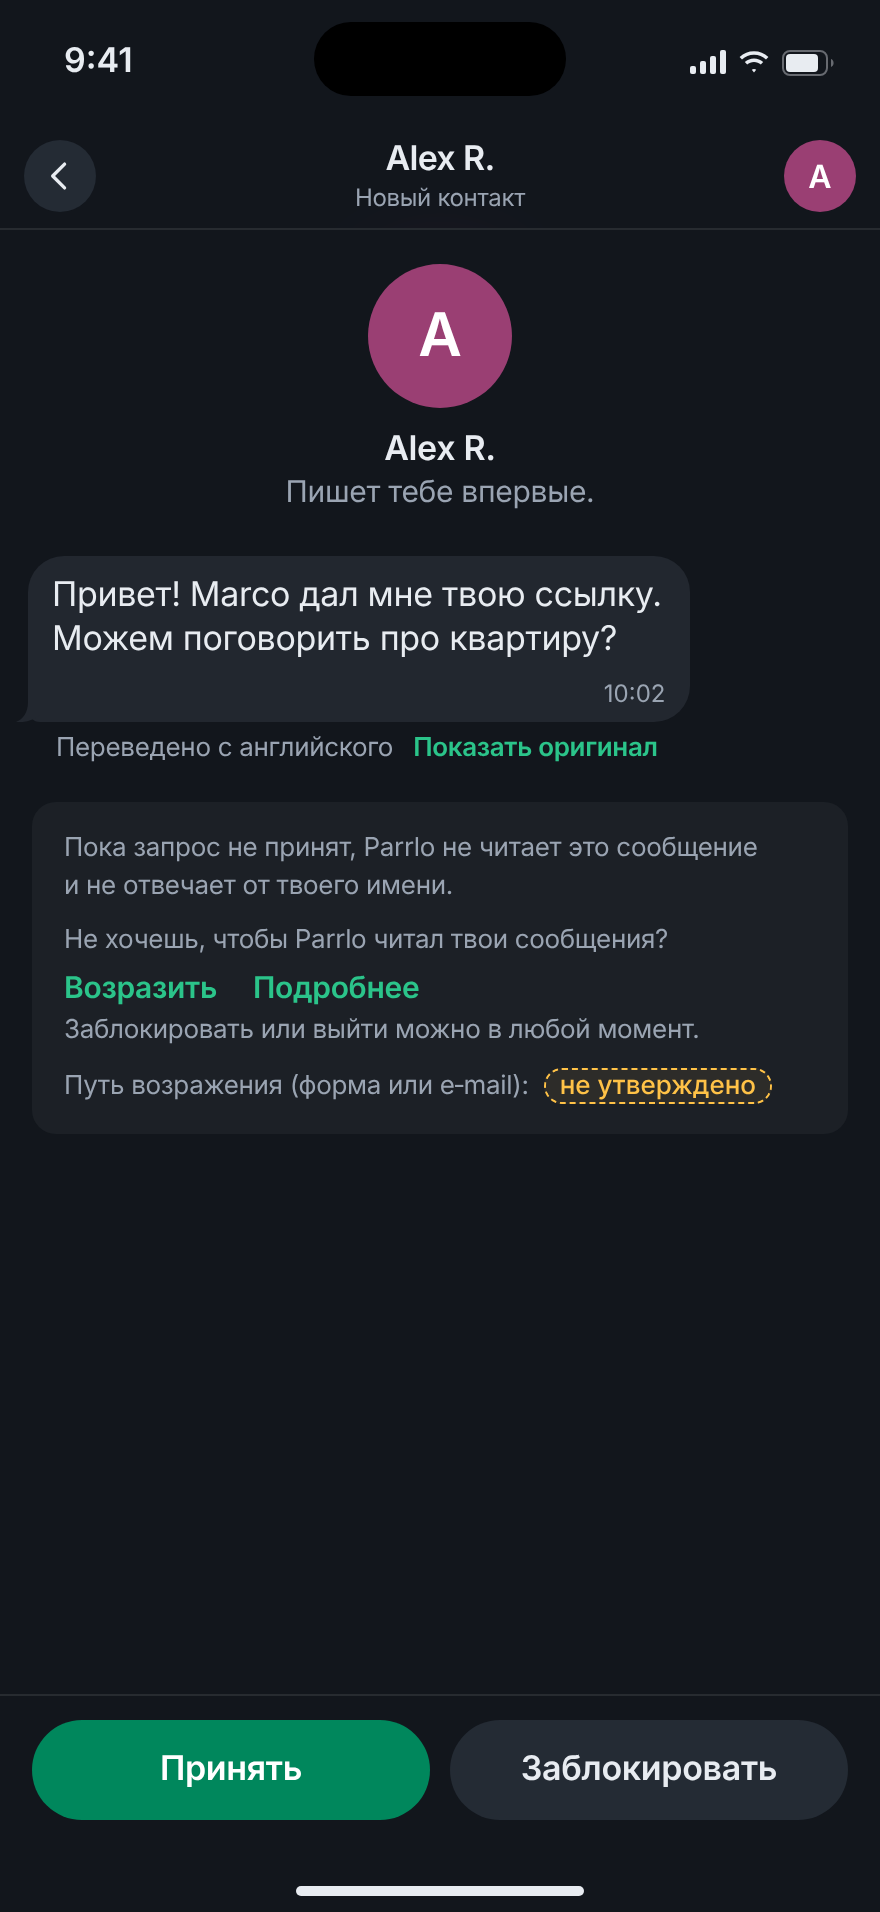 9:41
Alex R.
Новый контакт
A
A
Alex R.
Пишет тебе впервые.
Привет! Marco дал мне твою ссылку.
Можем поговорить про квартиру?
10:02
Переведено с английского Показать оригинал
Пока запрос не принят, Parrlo не читает это сообщение
и не отвечает от твоего имени.
Не хочешь, чтобы Parrlo читал твои сообщения?
Возразить Подробнее
Заблокировать или выйти можно в любой момент.
Путь возражения (форма или e-mail): не утверждено
Принять Заблокировать